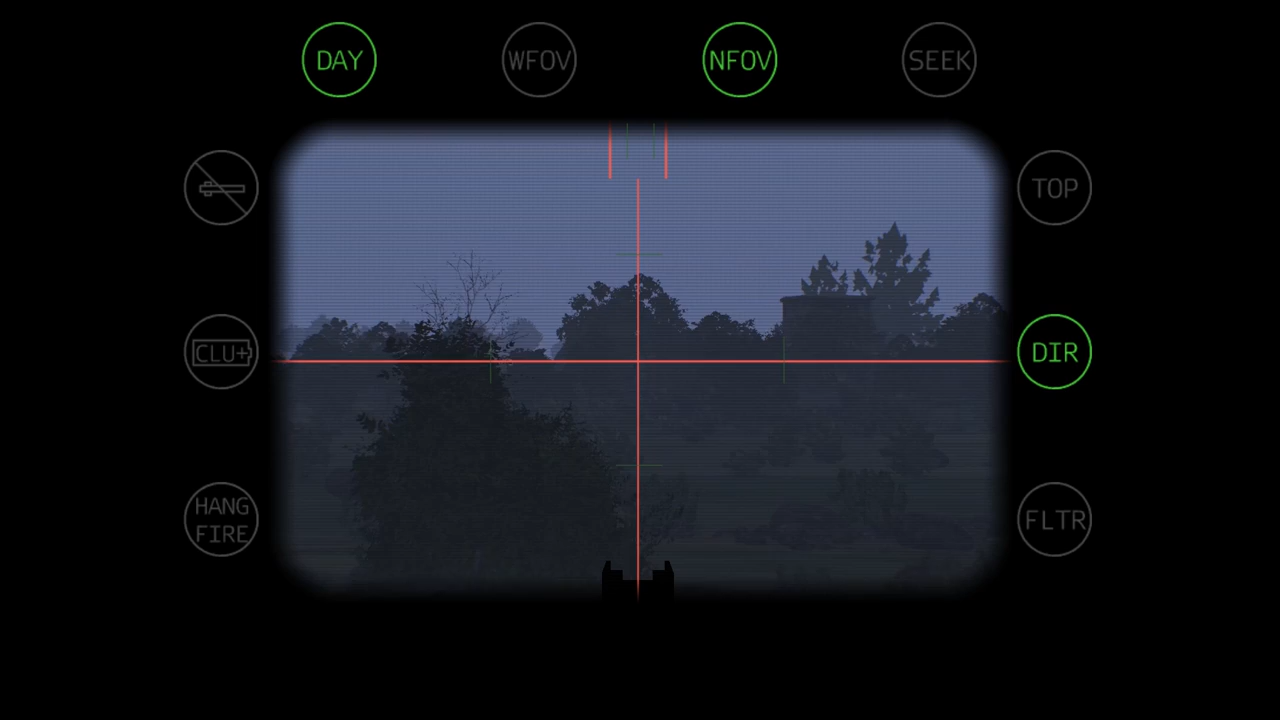 DAY
WFOV
NFOV
SEEK
TOP
CLU+
DIR
HANG
FIRE
FLTR